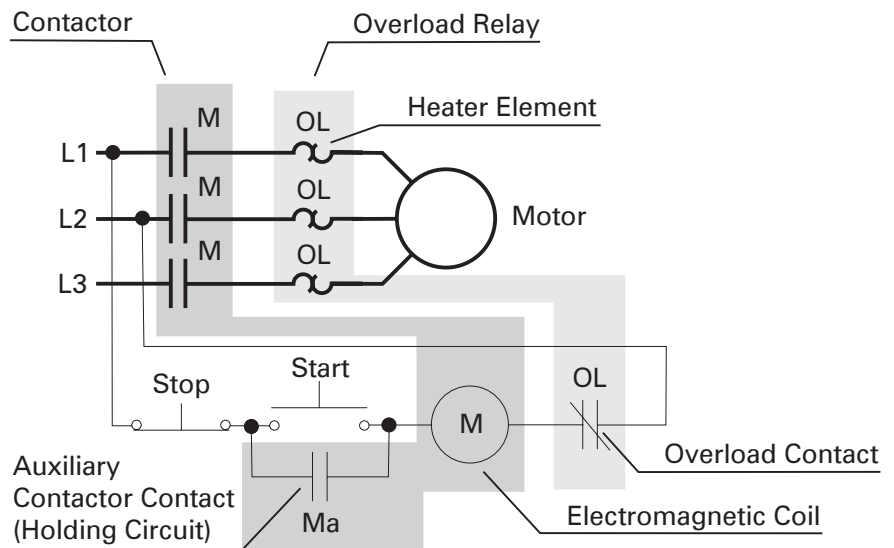 Contactor
Overload Relay
M
OL
Heater Element
L1
M
OL
L2
Motor
M
OL
L3
Stop
Start
OL
M
Auxiliary
Contactor Contact
(Holding Circuit)
Ma
Overload Contact
Electromagnetic Coil